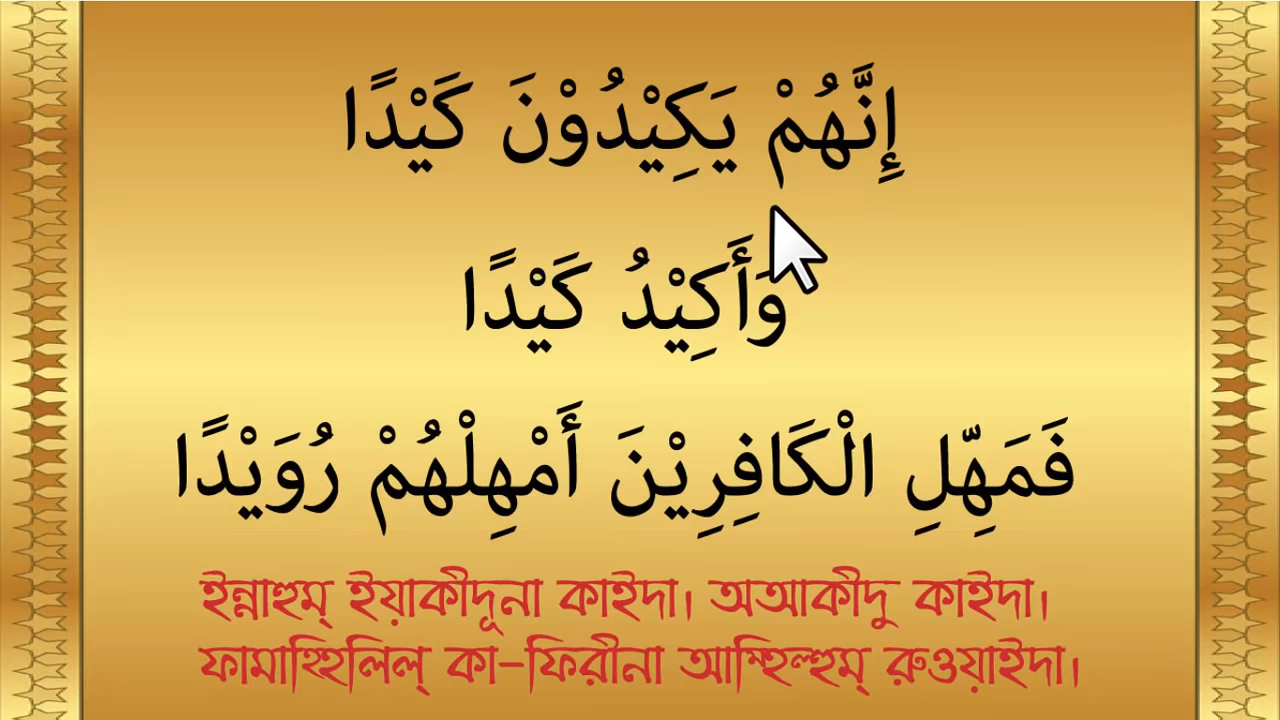 إِنَّهُمْ يَكِيْدُوْنَ كَيْدًا
وَأَكِيْدُ كَيْدًا
فَمَهِّلِ الْكَافِرِيْنَ أَمْهِلْهُمْ رُوَيْدًا
ইন্নাহুম্ ইয়াকীদূনা কাইদা। অআকীদু কাইদা।
ফামাহ্হিলিল্ কা-ফিরীনা আম্হিল্হুম্ রুওয়াইদা।